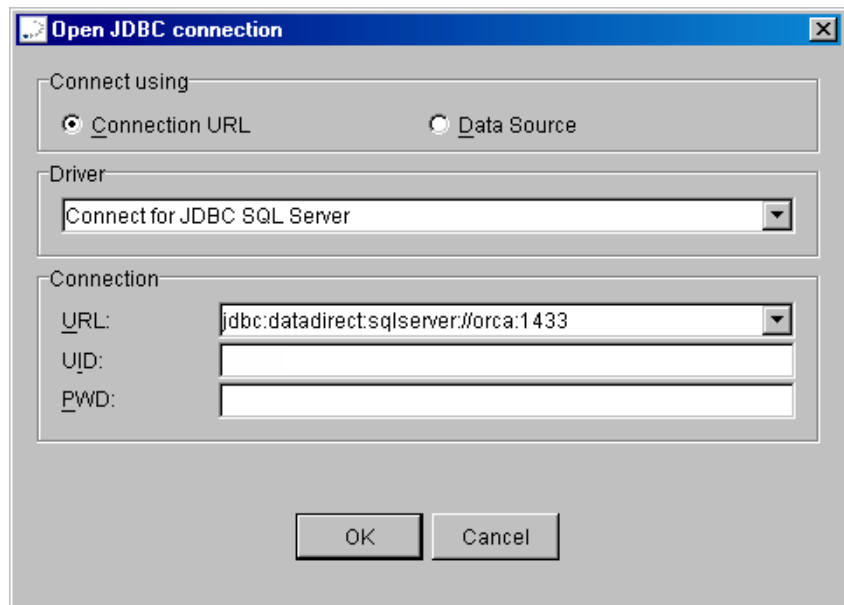 Open JDBC connection
Connect using
Connection URL Data Source
Driver
Connect for JDBC SQL Server
Connection
URL: jdbc:datadirect:sqlserver://orca:1433
UID:
PWD:
OK Cancel